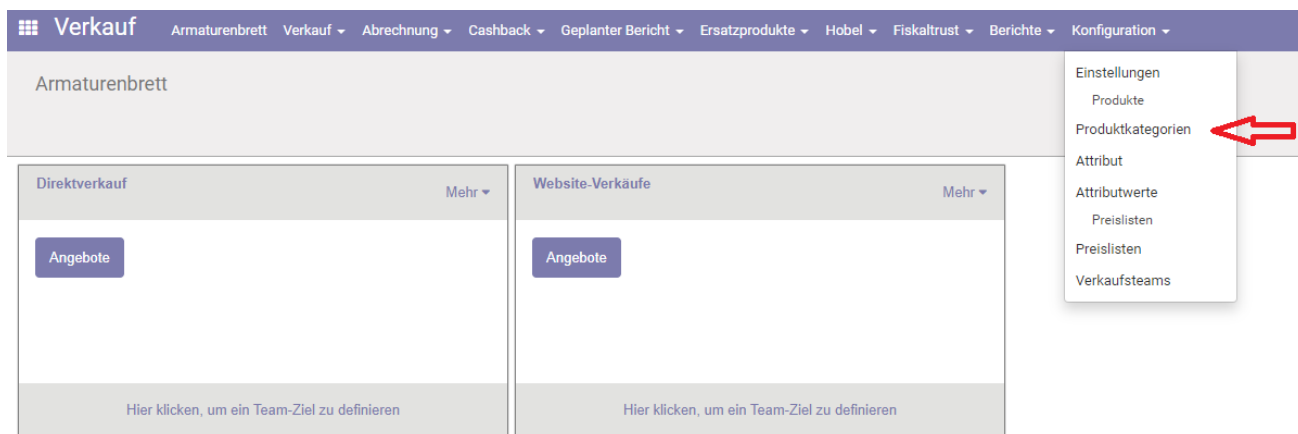 Verkauf Armaturenbrett Verkauf Abrechnung Cashback Geplanter Bericht Ersatzprodukte Hobel Fiskaltrust Berichte Konfiguration
Armaturenbrett
Einstellungen
Produkte
Produktkategorien
Attribut
Attributwerte
Preislisten
Preislisten
Verkaufsteams
Direktverkauf Mehr
Angebote
Hier klicken, um ein Team-Ziel zu definieren
Website-Verkäufe Mehr
Angebote
Hier klicken, um ein Team-Ziel zu definieren